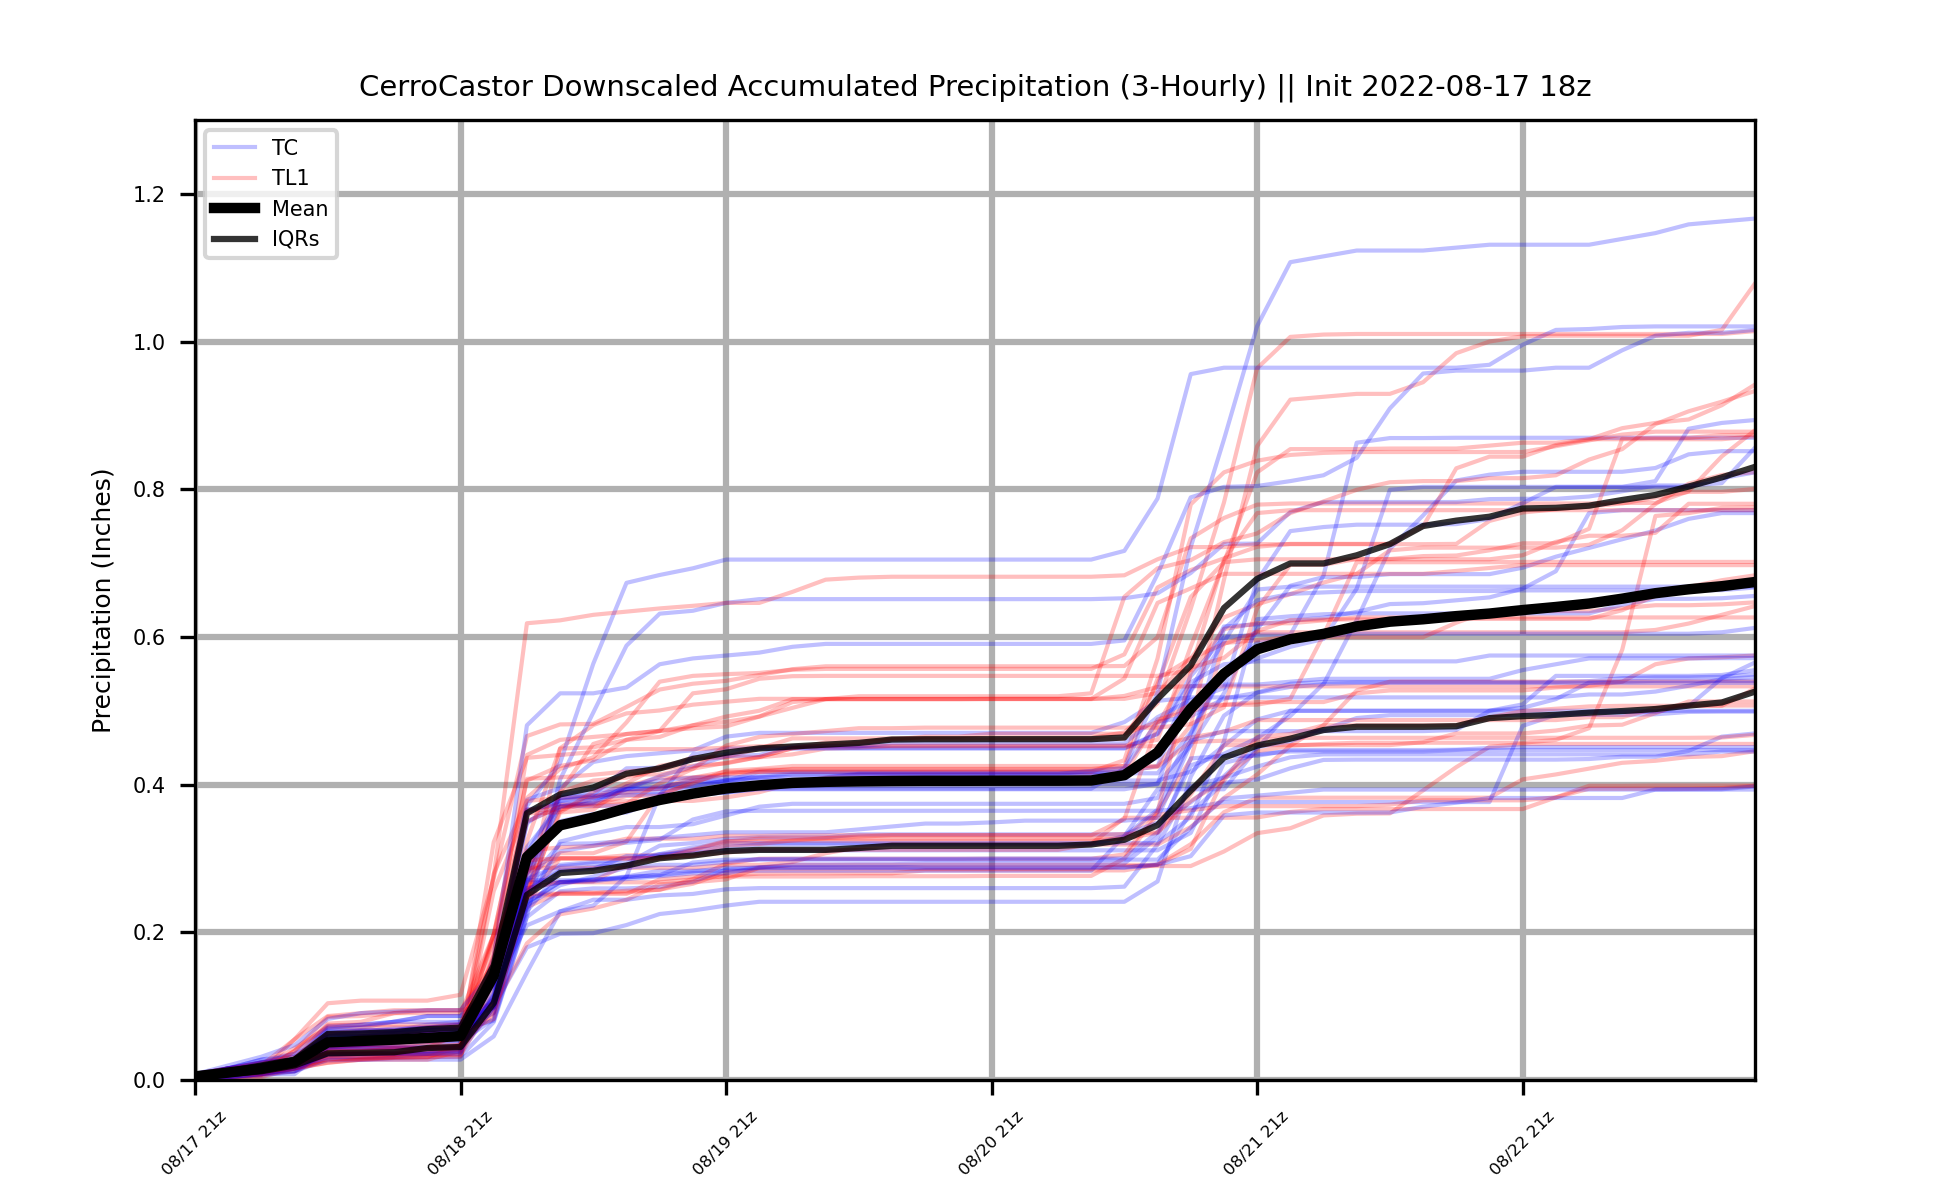 CerroCastor Downscaled Accumulated Precipitation (3-Hourly) || Init 2022-08-17 18z
TC
TL1
Mean
IQRs
Precipitation (Inches)
1.2
1.0
0.8
0.6
0.4
0.2
0.0
08/17 21z
08/18 21z
08/19 21z
08/20 21z
08/21 21z
08/22 21z